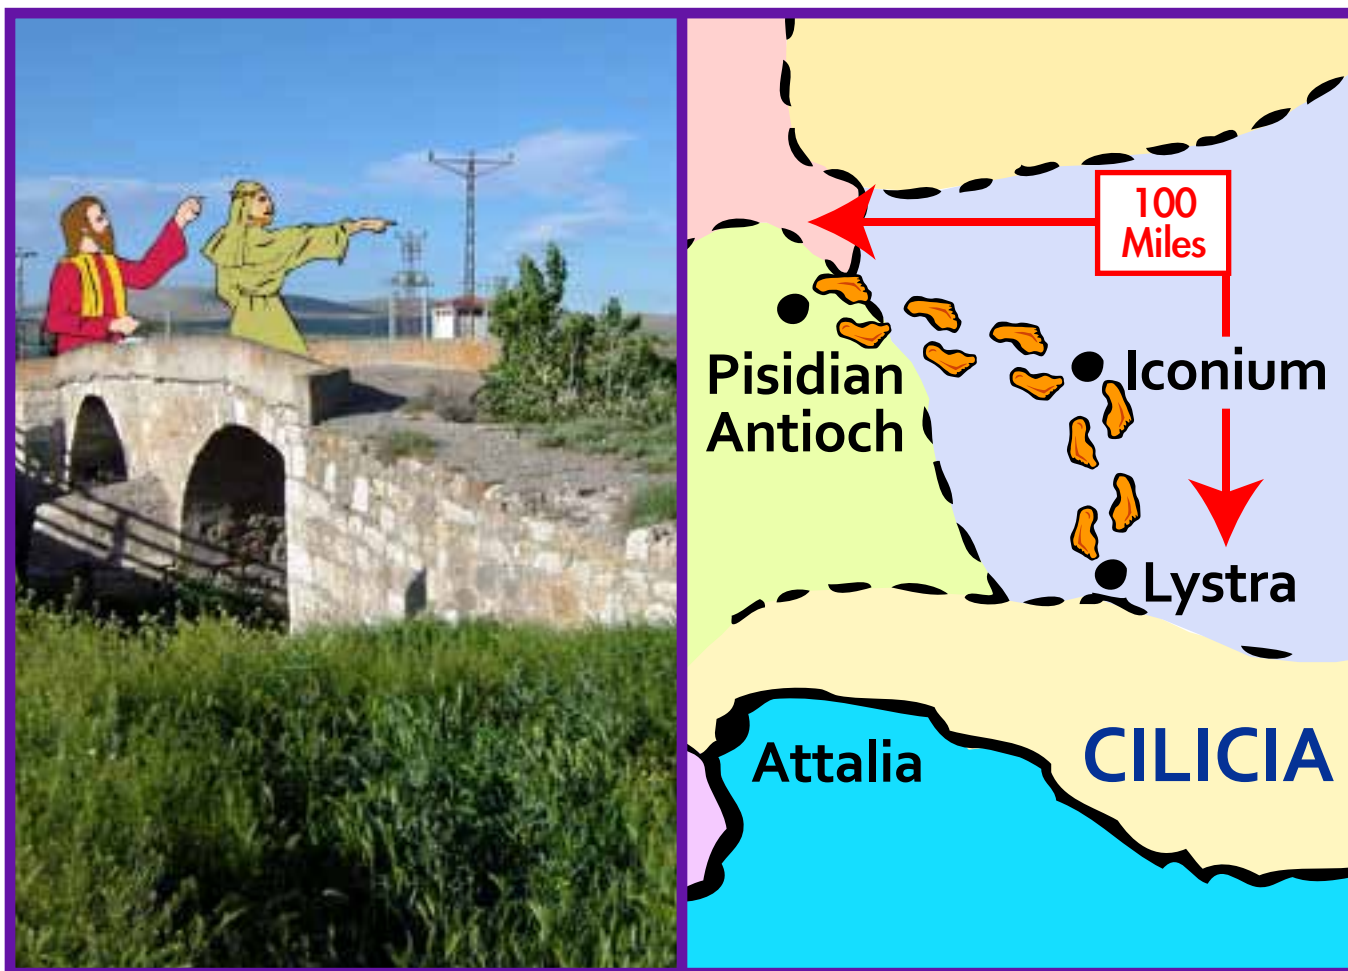 100
Miles
Pisidian
Antioch
Iconium
Lystra
Attalia
CILICIA